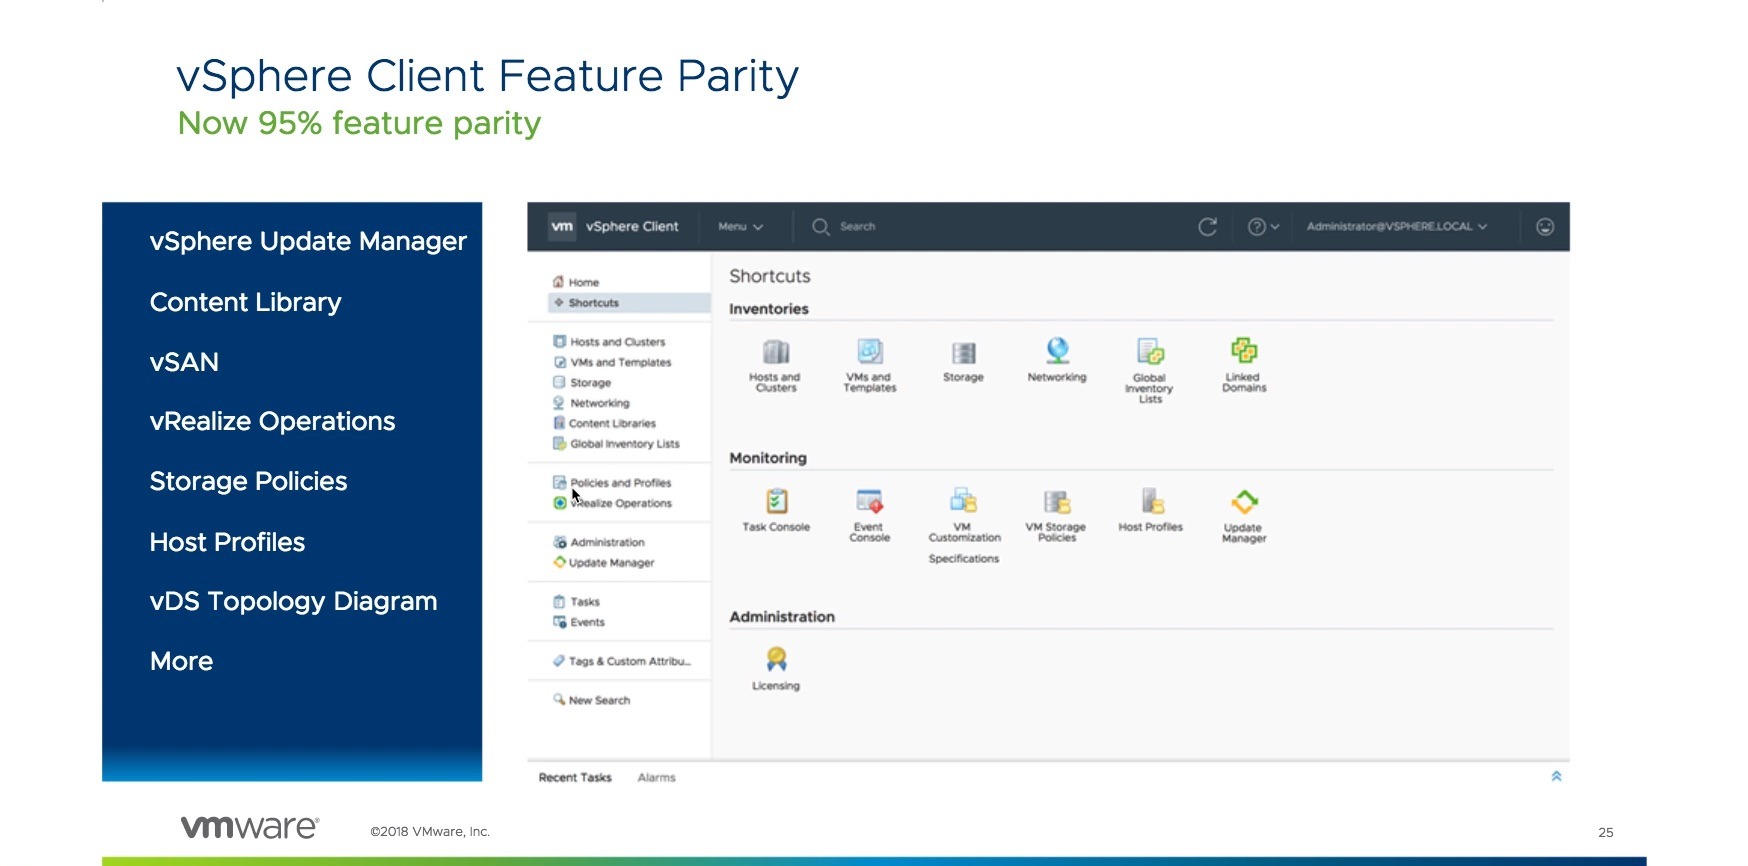 vSphere Client Feature Parity
Now 95% feature parity
vSphere Update Manager
Content Library
vSAN
vRealize Operations
Storage Policies
Host Profiles
vDS Topology Diagram
More
vm vSphere Client Menu Search Administrator@VSPHERE.LOCAL
Home
Shortcuts
Hosts and Clusters
VMs and Templates
Storage
Networking
Content Libraries
Global Inventory Lists
Policies and Profiles
vRealize Operations
Administration
Update Manager
Tasks
Events
Tags & Custom Attribu...
New Search
Shortcuts
Inventories
Hosts and
Clusters
VMs and
Templates
Storage
Networking
Global
Inventory
Lists
Linked
Domains
Monitoring
Task Console
Event
Console
VM
Customization
Specifications
VM Storage
Policies
Host Profiles
Update
Manager
Administration
Licensing
Recent Tasks Alarms
vmware
©2018 VMware, Inc.
25